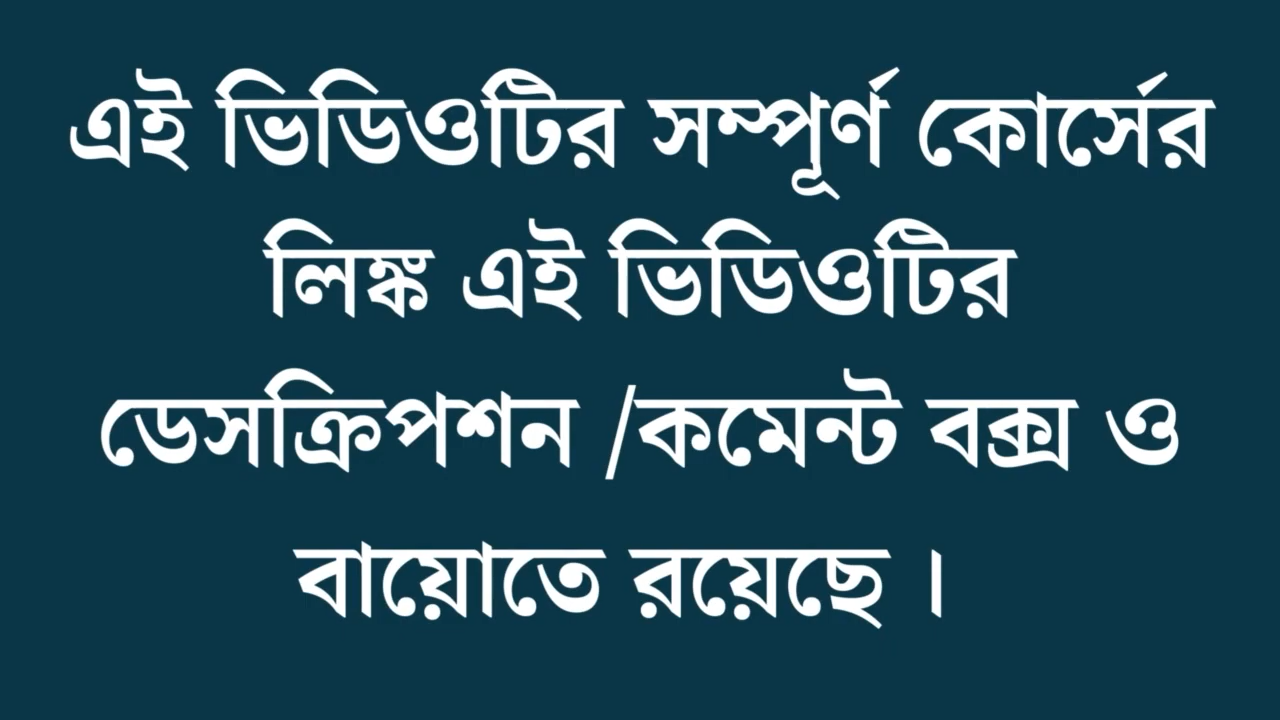 এই ভিডিওটির সম্পূর্ণ কোর্সের
লিঙ্ক এই ভিডিওটির
ডেসক্রিপশন /কমেন্ট বক্স ও
বায়োতে রয়েছে ।